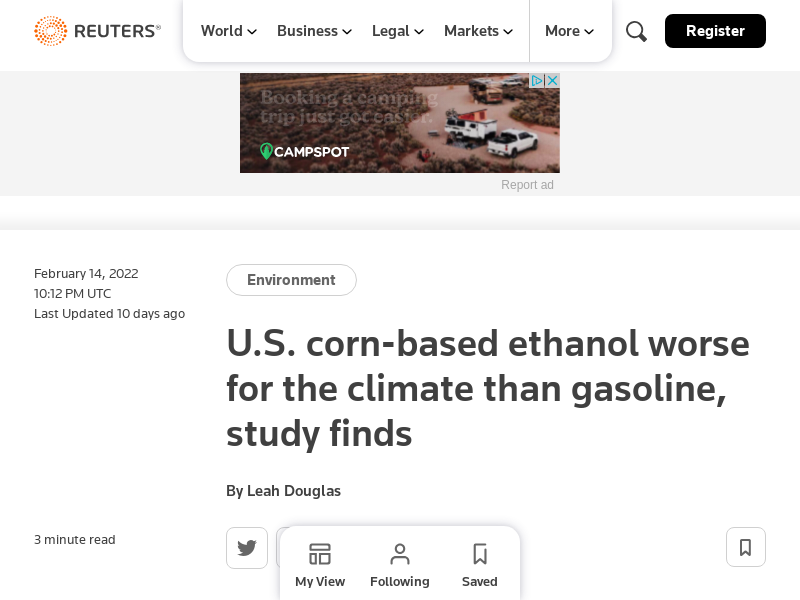 REUTERS®
World
Business
Legal
Markets
More
Register
Booking a camping
trip just got easier.
CAMPSPOT
Report ad
February 14, 2022
10:12 PM UTC
Last Updated 10 days ago
Environment
U.S. corn-based ethanol worse
for the climate than gasoline,
study finds
By Leah Douglas
3 minute read
My View
Following
Saved